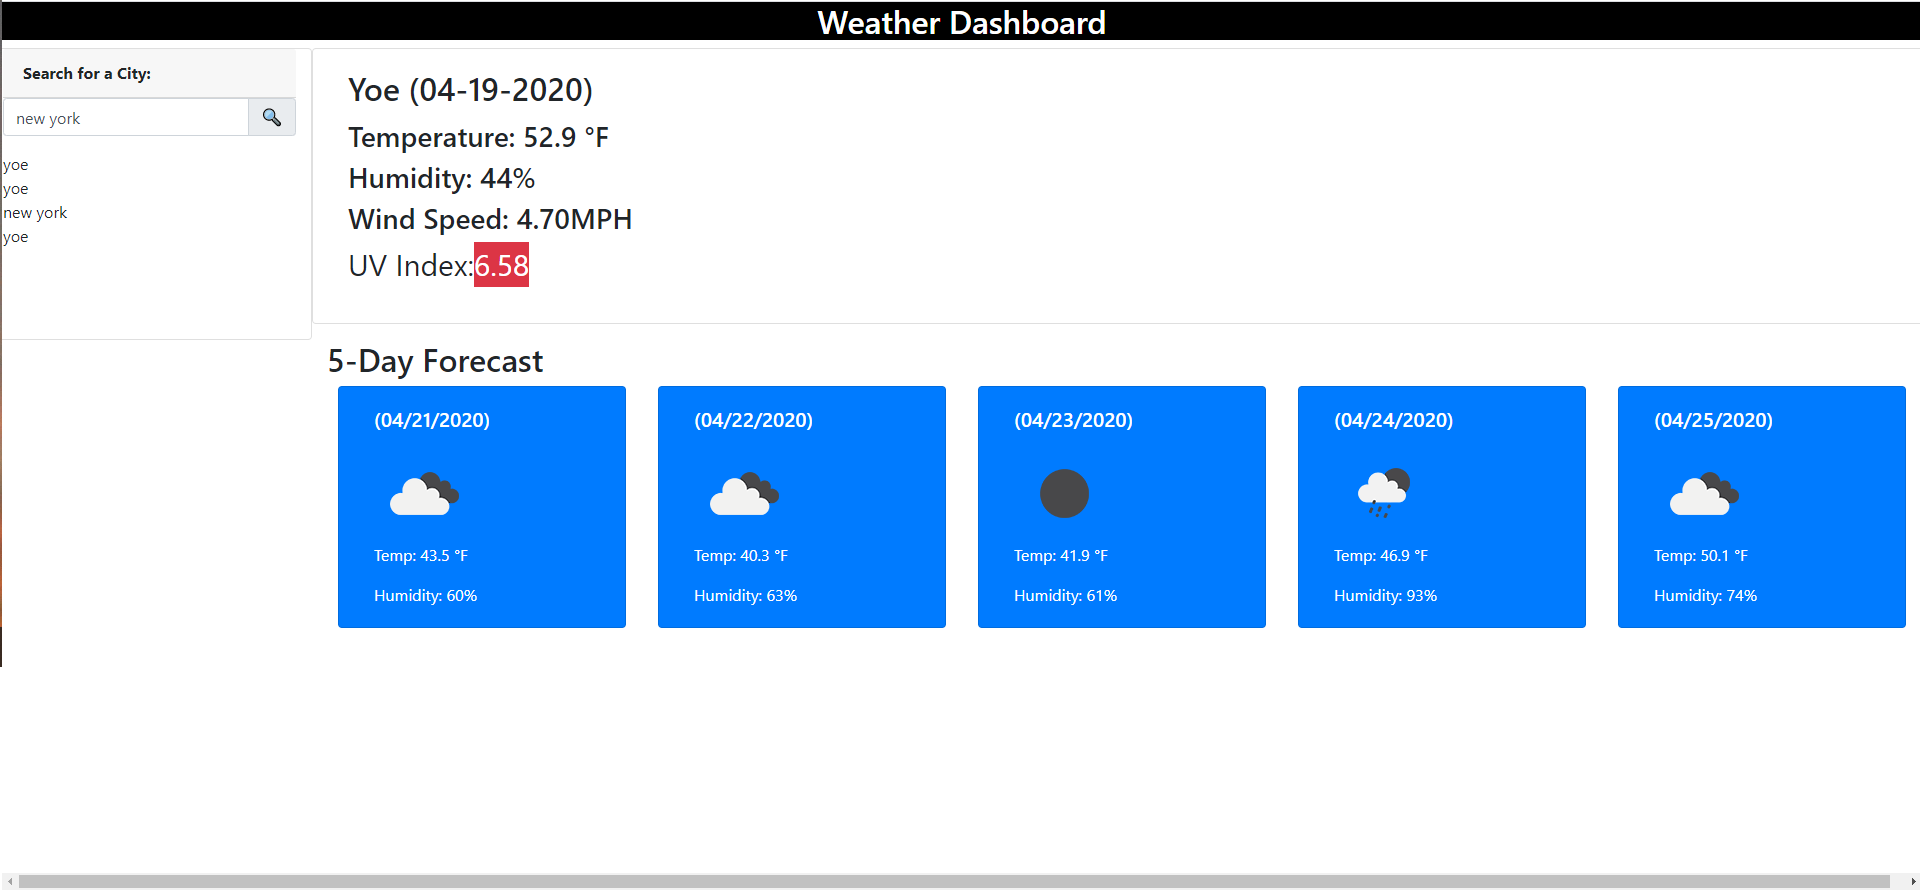 Weather Dashboard
Search for a City:
new york
yoe
yoe
new york
yoe
Yoe (04-19-2020)
Temperature: 52.9 °F
Humidity: 44%
Wind Speed: 4.70MPH
UV Index:6.58
5-Day Forecast
(04/21/2020)
Temp: 43.5 °F
Humidity: 60%
(04/22/2020)
Temp: 40.3 °F
Humidity: 63%
(04/23/2020)
Temp: 41.9 °F
Humidity: 61%
(04/24/2020)
Temp: 46.9 °F
Humidity: 93%
(04/25/2020)
Temp: 50.1 °F
Humidity: 74%